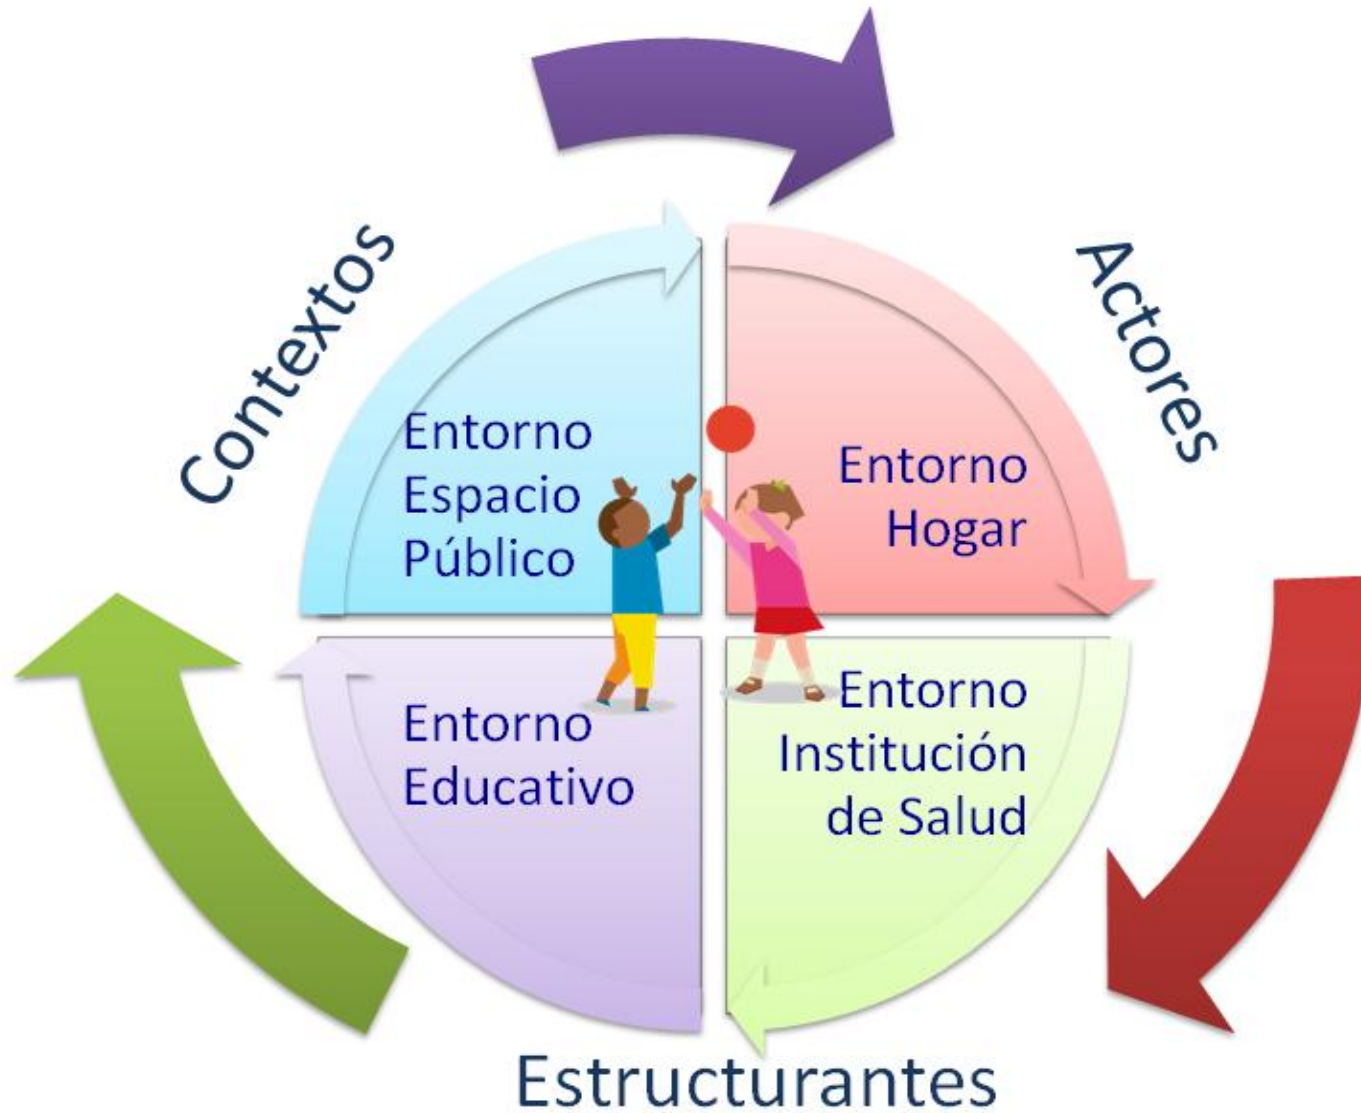 Contextos
Actores
Entorno
Espacio
Público
Entorno
Hogar
Entorno
Educativo
Entorno
Institución
de Salud
Estructurantes